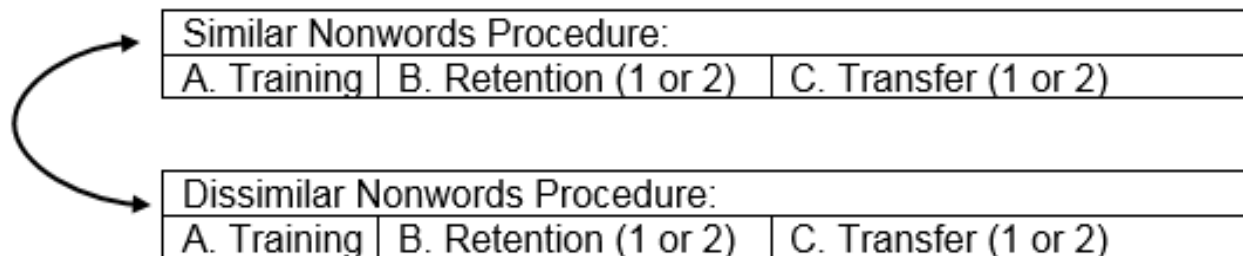 Similar Nonwords Procedure:
A. Training B. Retention (1 or 2) C. Transfer (1 or 2)
Dissimilar Nonwords Procedure:
A. Training B. Retention (1 or 2) C. Transfer (1 or 2)